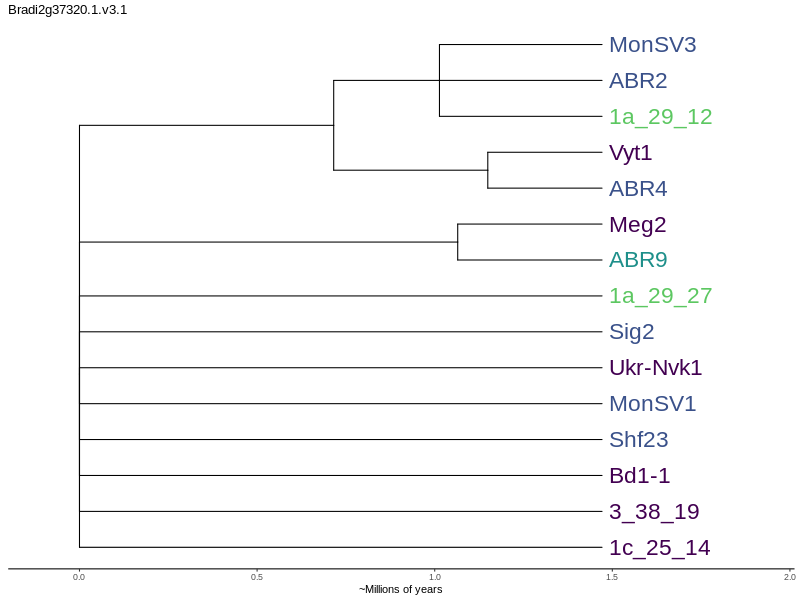 Bradi2g37320.1.v3.1
MonSV3
ABR2
1a_29_12
Vyt1
ABR4
Meg2
ABR9
1a_29_27
Sig2
Ukr-Nvk1
MonSV1
Shf23
Bd1-1
3_38_19
1c_25_14
0.0 0.5 1.0 1.5 2.0
~Millions of years